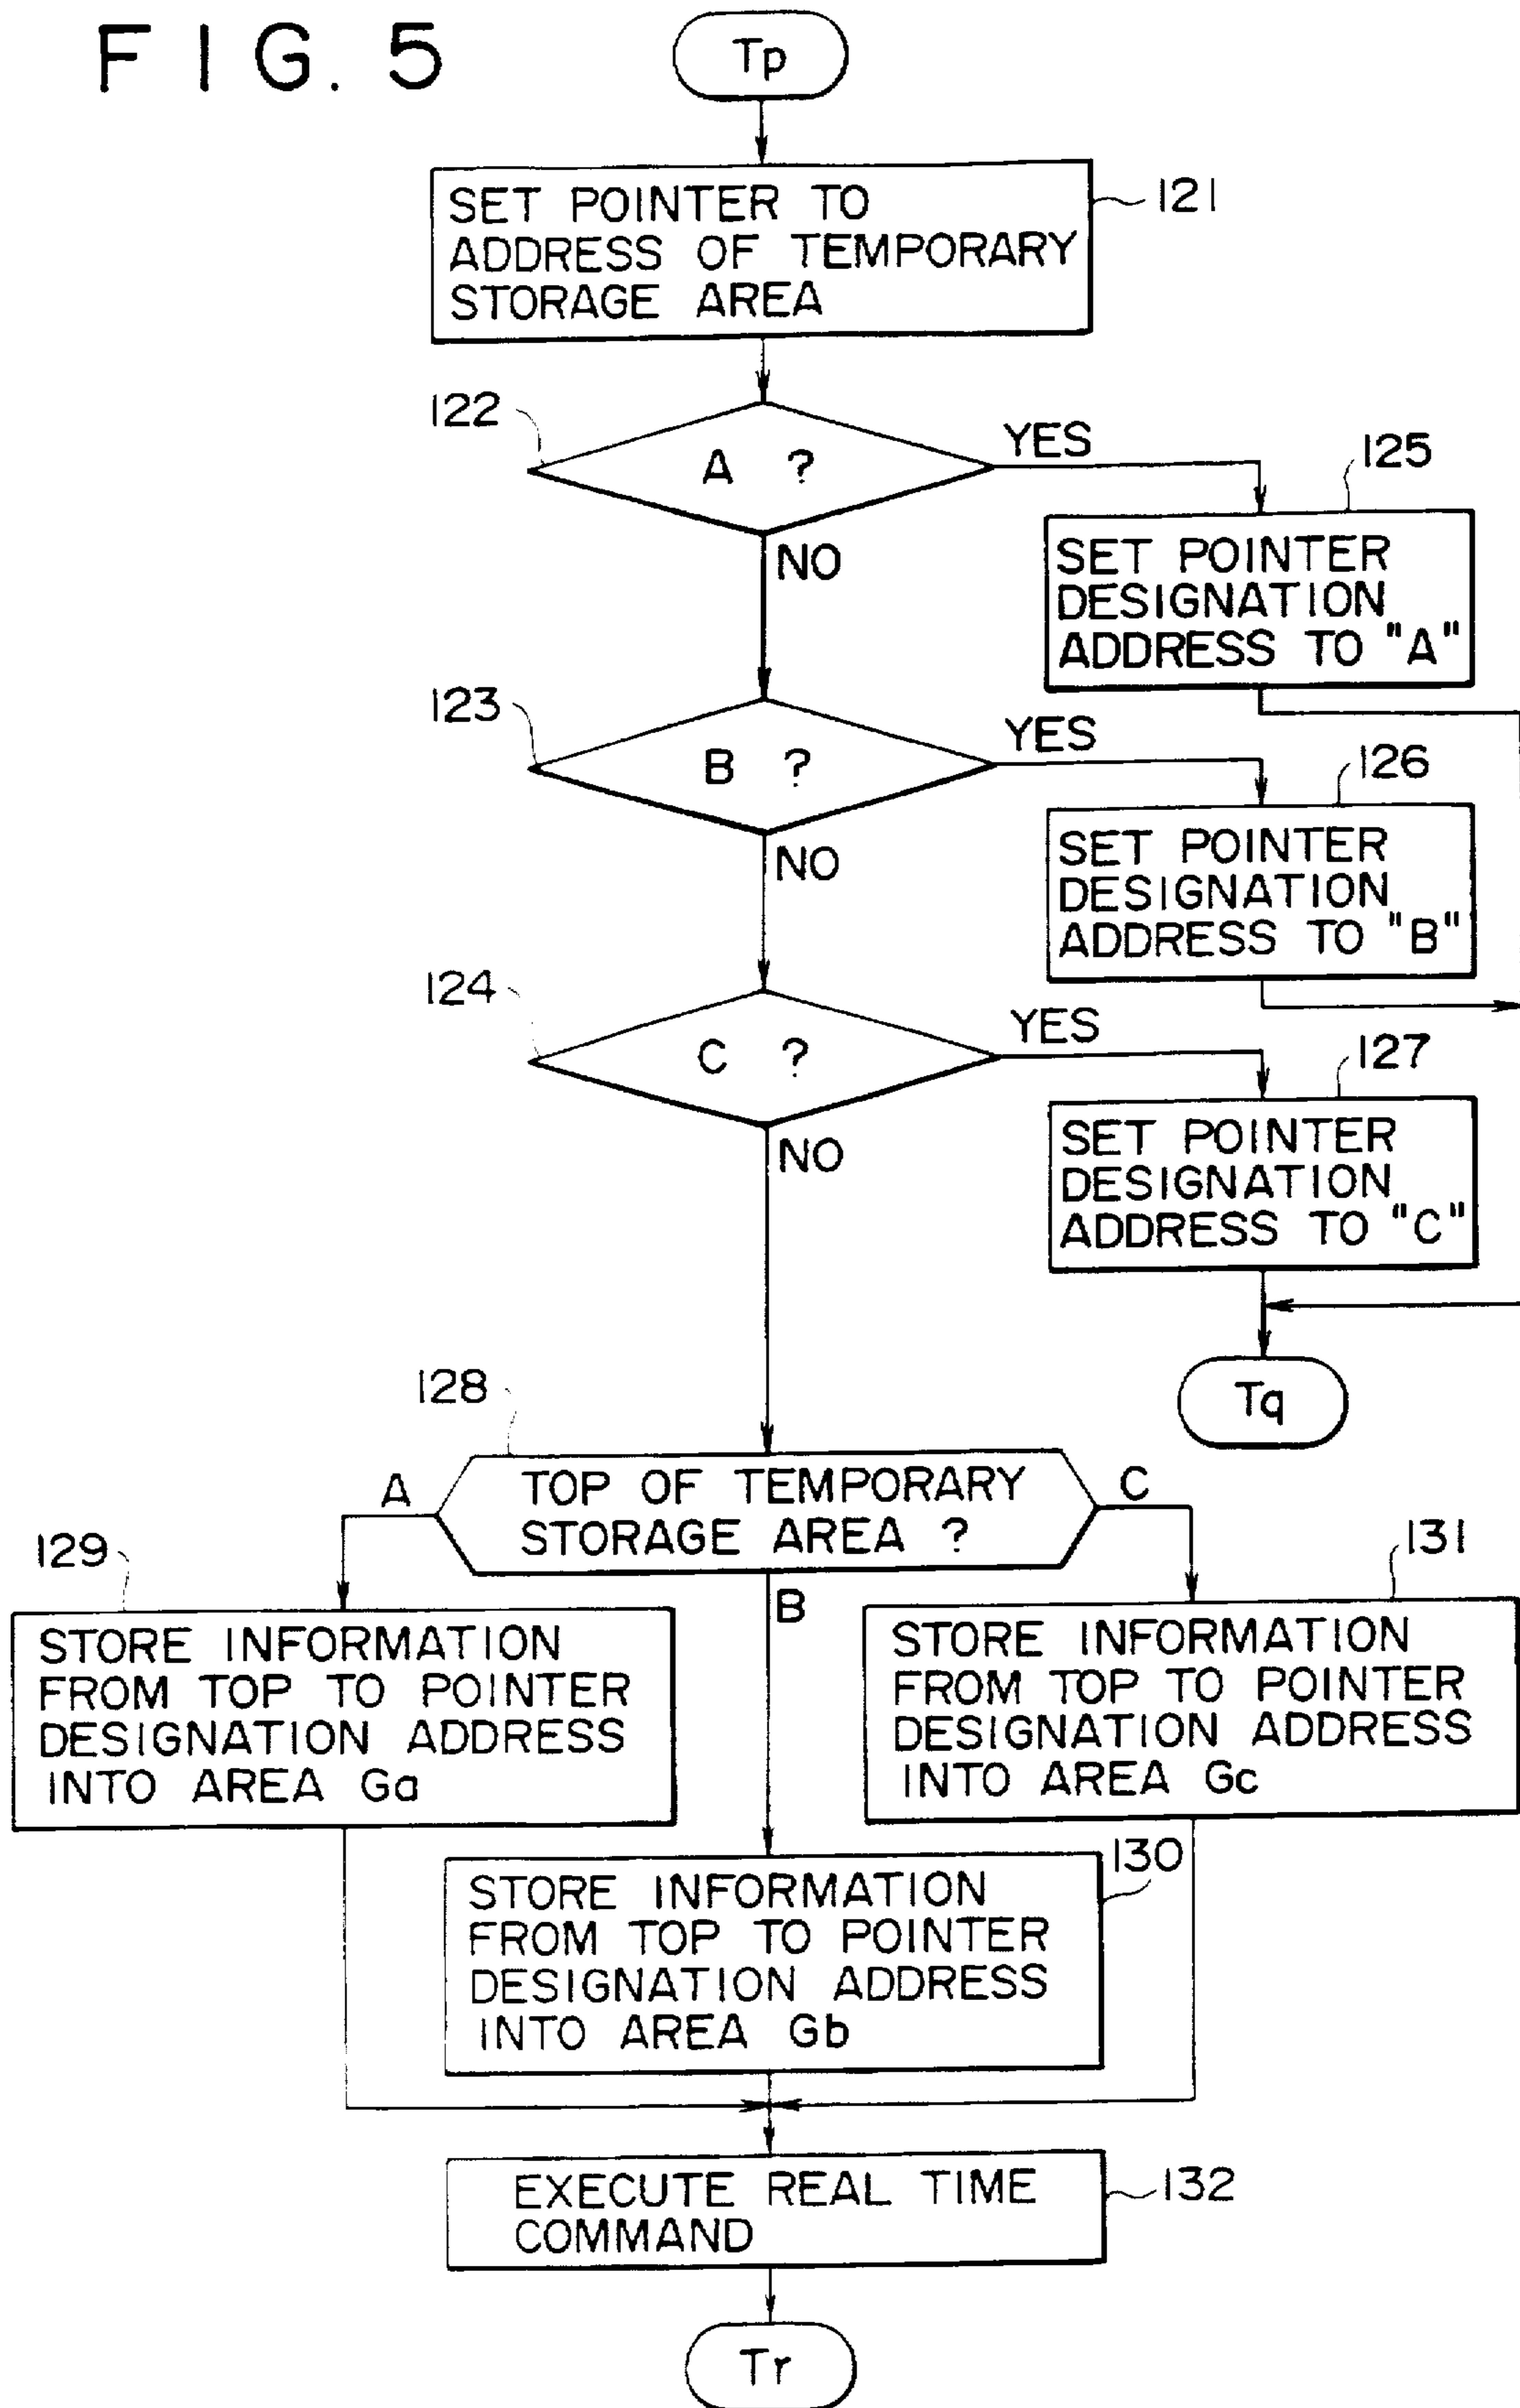 FIG. 5
Tp
SET POINTER TO
ADDRESS OF TEMPORARY
STORAGE AREA
121
122
A ?
YES
NO
125
SET POINTER
DESIGNATION
ADDRESS TO "A"
123
B ?
YES
NO
126
SET POINTER
DESIGNATION
ADDRESS TO "B"
124
C ?
YES
NO
127
SET POINTER
DESIGNATION
ADDRESS TO "C"
Tq
128
TOP OF TEMPORARY
STORAGE AREA ?
A
B
C
129
STORE INFORMATION
FROM TOP TO POINTER
DESIGNATION ADDRESS
INTO AREA Ga
131
STORE INFORMATION
FROM TOP TO POINTER
DESIGNATION ADDRESS
INTO AREA Gc
130
STORE INFORMATION
FROM TOP TO POINTER
DESIGNATION ADDRESS
INTO AREA Gb
EXECUTE REAL TIME
COMMAND
132
Tr